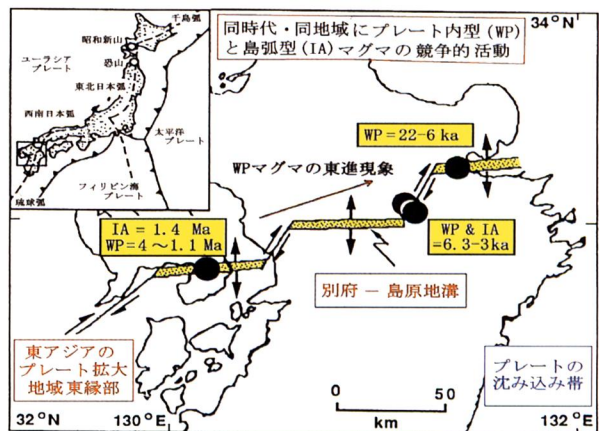 同時代・同地域にプレート内型(WP)
と島弧型(IA)マグマの競争的活動
34°N
千島弧
昭和新山
恐山
ユーラシア
プレート
東北日本弧
西南日本弧
太平洋
プレート
フィリピン海
プレート
琉球弧
WP=22-6 ka
WPマグマの東進現象
IA = 1.4 Ma
WP=4～1.1 Ma
WP & IA
=6.3-3ka
別府 － 島原地溝
東アジアの
プレート拡大
地域東縁部
プレートの
沈み込み帯
0 50
km
32°N 130°E 132°E